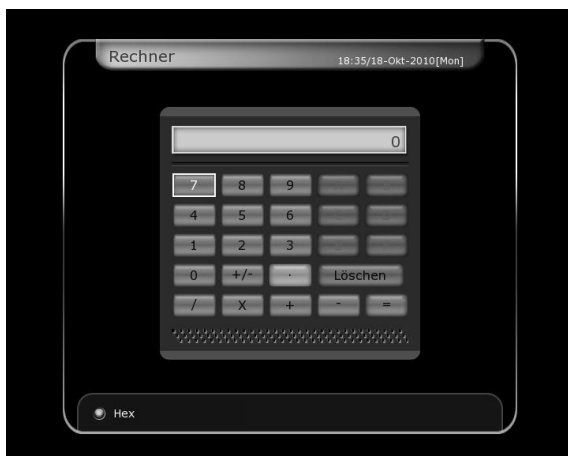 Rechner 18:35/18-Okt-2010[Mon]
0
7 8 9
4 5 6
1 2 3
0 +/- . Löschen
/ X + - =
Hex